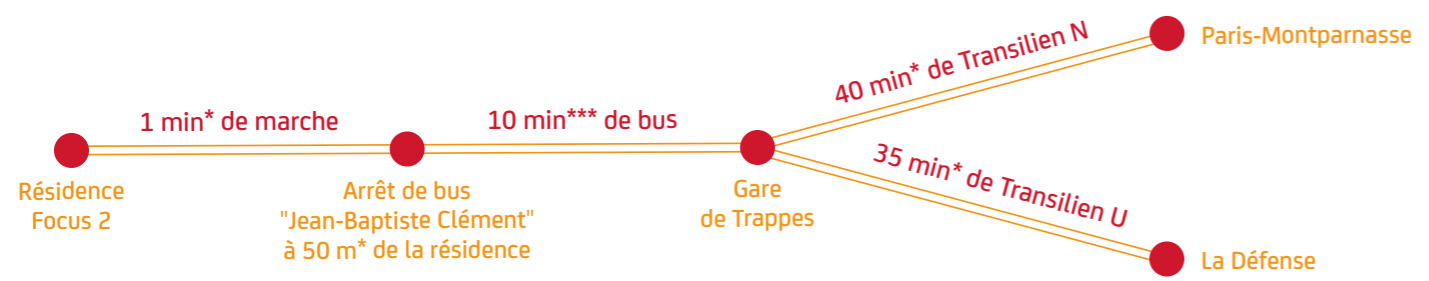 Résidence
Focus 2
1 min* de marche
Arrêt de bus
"Jean-Baptiste Clément"
à 50 m* de la résidence
10 min*** de bus
Gare
de Trappes
40 min* de Transilien N
Paris-Montparnasse
35 min* de Transilien U
La Défense